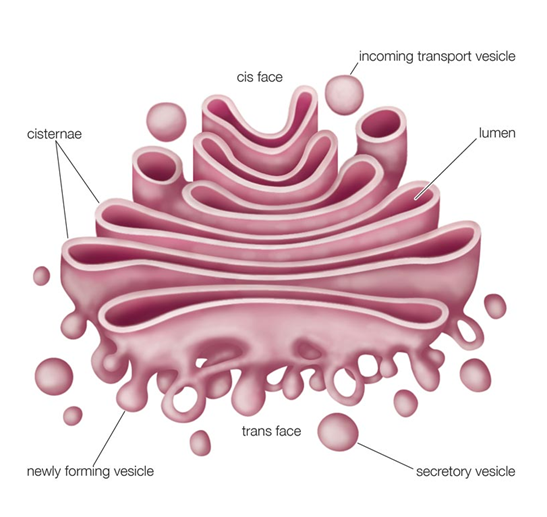 incoming transport vesicle
cis face
cisternae
lumen
trans face
newly forming vesicle
secretory vesicle